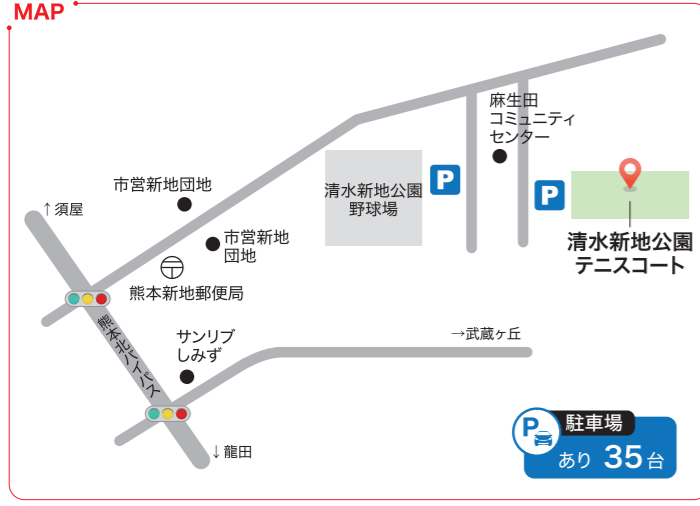 MAP
麻生田
コミュニティ
センター
市営新地団地
清水新地公園
野球場
P
P
↑須屋
市営新地
団地
清水新地公園
テニスコート
熊本新地郵便局
熊本北バイパス
サンリブ
しみず
→武蔵ヶ丘
↓龍田
P
駐車場
あり 35台